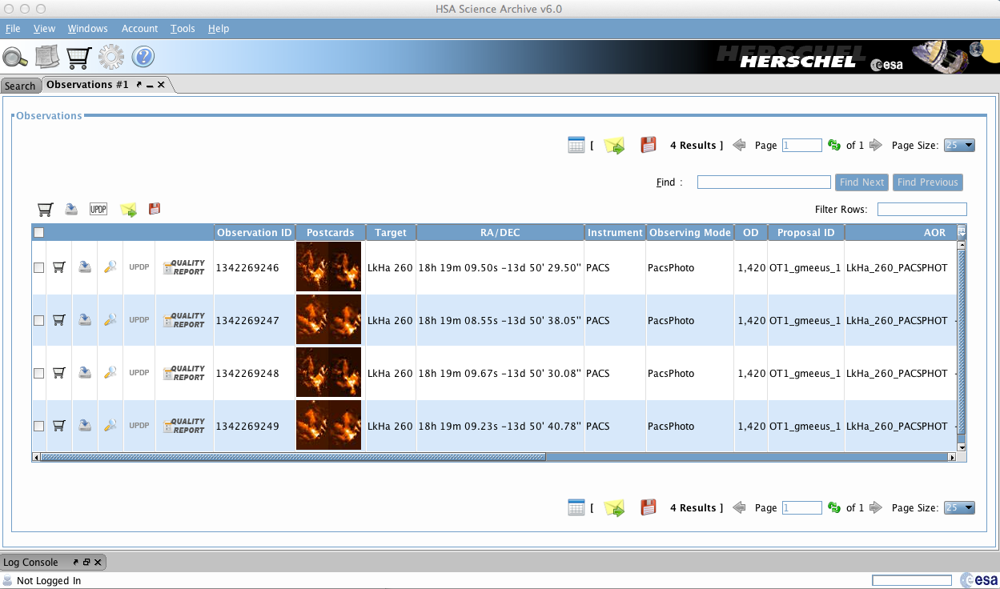 HSA Science Archive v6.0
File View Windows Account Tools Help
HERSCHEL esa
Search Observations #1
Observations
[ 4 Results ] Page 1 of 1 Page Size: 25
Find : Find Next Find Previous
UPDP Filter Rows:
Observation ID Postcards Target RA/DEC Instrument Observing Mode OD Proposal ID AOR
UPDP QUALITY REPORT 1342269246 LkHa 260 18h 19m 09.50s -13d 50' 29.50'' PACS PacsPhoto 1,420 OT1_gmeeus_1 LkHa_260_PACSPHOT
UPDP QUALITY REPORT 1342269247 LkHa 260 18h 19m 08.55s -13d 50' 38.05'' PACS PacsPhoto 1,420 OT1_gmeeus_1 LkHa_260_PACSPHOT
UPDP QUALITY REPORT 1342269248 LkHa 260 18h 19m 09.67s -13d 50' 30.08'' PACS PacsPhoto 1,420 OT1_gmeeus_1 LkHa_260_PACSPHOT
UPDP QUALITY REPORT 1342269249 LkHa 260 18h 19m 09.23s -13d 50' 40.78'' PACS PacsPhoto 1,420 OT1_gmeeus_1 LkHa_260_PACSPHOT
[ 4 Results ] Page 1 of 1 Page Size: 25
Log Console
Not Logged In esa